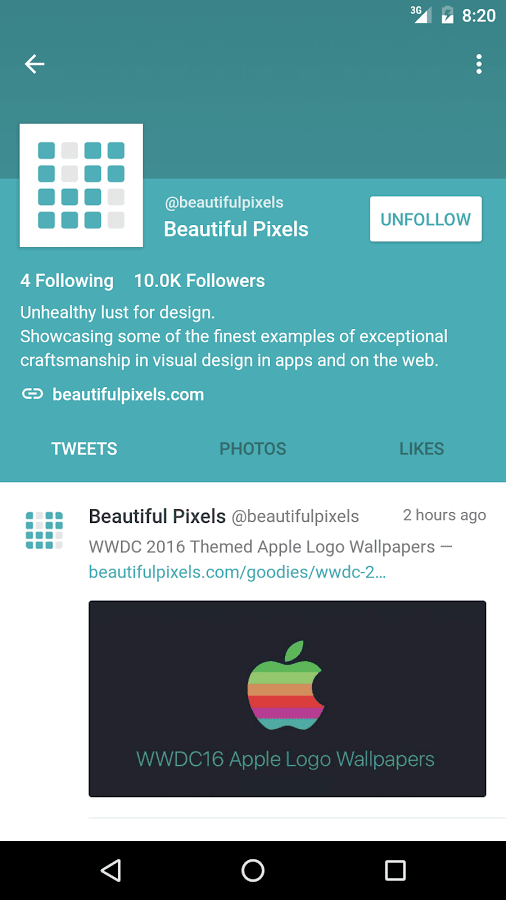 3G 8:20
@beautifulpixels
Beautiful Pixels
UNFOLLOW
4 Following 10.0K Followers
Unhealthy lust for design.
Showcasing some of the finest examples of exceptional
craftsmanship in visual design in apps and on the web.
beautifulpixels.com
TWEETS PHOTOS LIKES
Beautiful Pixels @beautifulpixels 2 hours ago
WWDC 2016 Themed Apple Logo Wallpapers —
beautifulpixels.com/goodies/wwdc-2…
WWDC16 Apple Logo Wallpapers